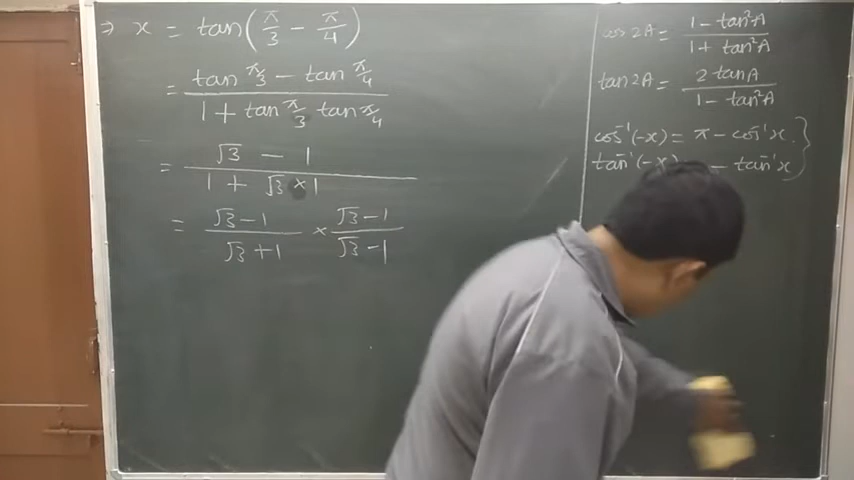 ⇒ x = tan(π/3 − π/4)
= (tan π/3 − tan π/4) / (1 + tan π/3 tan π/4)
= (√3 − 1) / (1 + √3 × 1)
= (√3 − 1) / (√3 + 1) × (√3 − 1) / (√3 − 1)
cos 2A = (1 − tan²A) / (1 + tan²A)
tan 2A = (2 tan A) / (1 − tan²A)
cos⁻¹(−x) = π − cos⁻¹x
tan⁻¹(−x) − tan⁻¹x